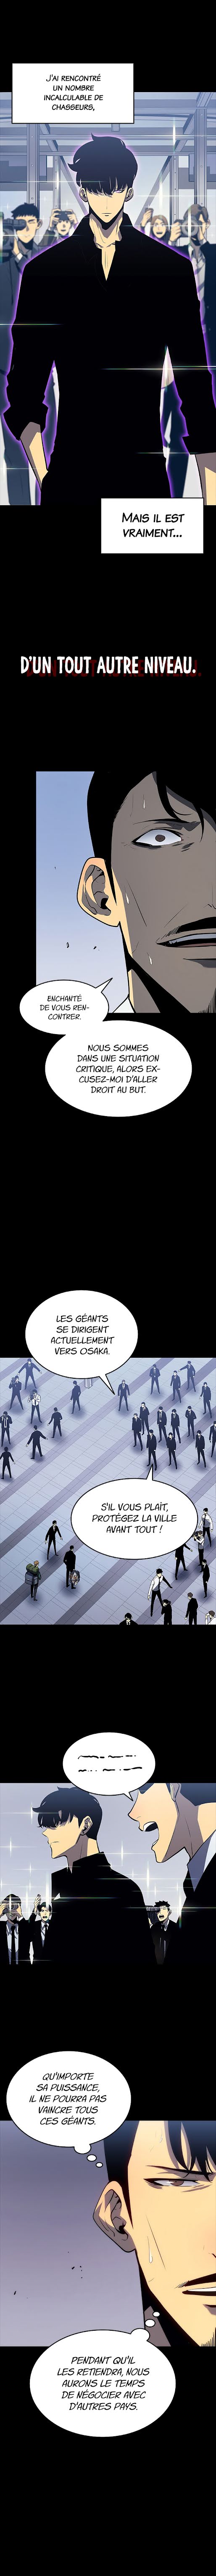 J'AI RENCONTRÉ
UN NOMBRE
INCALCULABLE DE
CHASSEURS,
MAIS IL EST
VRAIMENT...
D'UN TOUT AUTRE NIVEAU.
ENCHANTÉ
DE VOUS REN-
CONTRER.
NOUS SOMMES
DANS UNE SITUATION
CRITIQUE, ALORS EX-
CUSEZ-MOI D'ALLER
DROIT AU BUT.
LES GÉANTS
SE DIRIGENT
ACTUELLEMENT
VERS OSAKA.
S'IL VOUS PLAÎT,
PROTÉGEZ LA VILLE
AVANT TOUT !
QU'IMPORTE
SA PUISSANCE,
IL NE POURRA PAS
VAINCRE TOUS
CES GÉANTS.
PENDANT QU'IL
LES RETIENDRA, NOUS
AURONS LE TEMPS
DE NÉGOCIER AVEC
D'AUTRES PAYS.